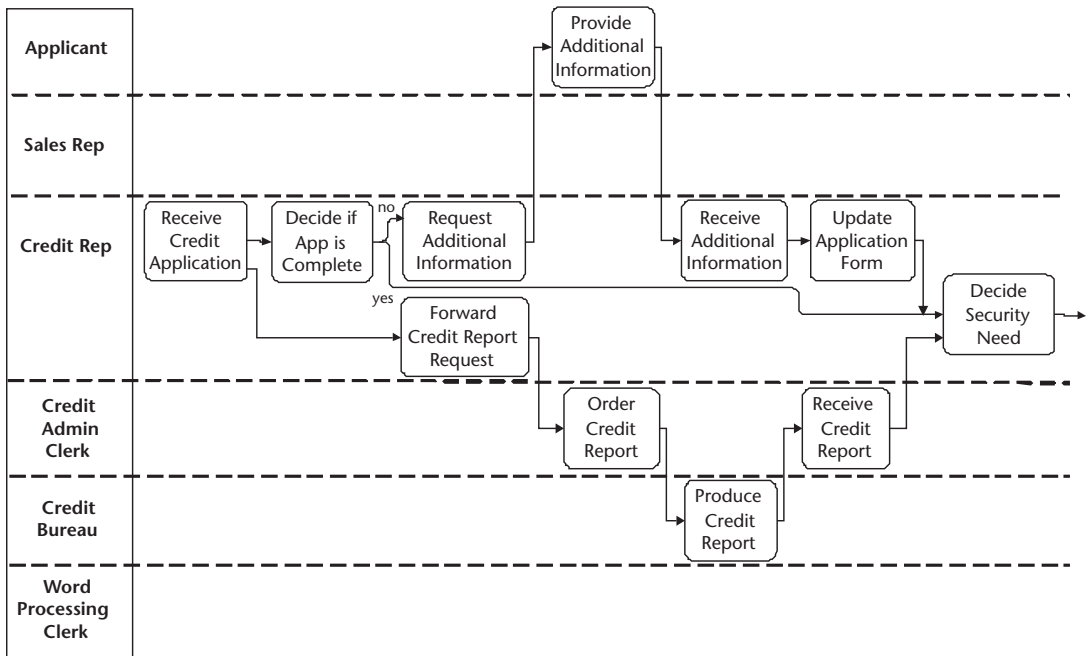 Applicant
Provide
Additional
Information
Sales Rep
Credit Rep
Receive
Credit
Application
Decide if
App is
Complete
no
yes
Request
Additional
Information
Receive
Additional
Information
Update
Application
Form
Forward
Credit Report
Request
Decide
Security
Need
Credit
Admin
Clerk
Order
Credit
Report
Receive
Credit
Report
Credit
Bureau
Produce
Credit
Report
Word
Processing
Clerk